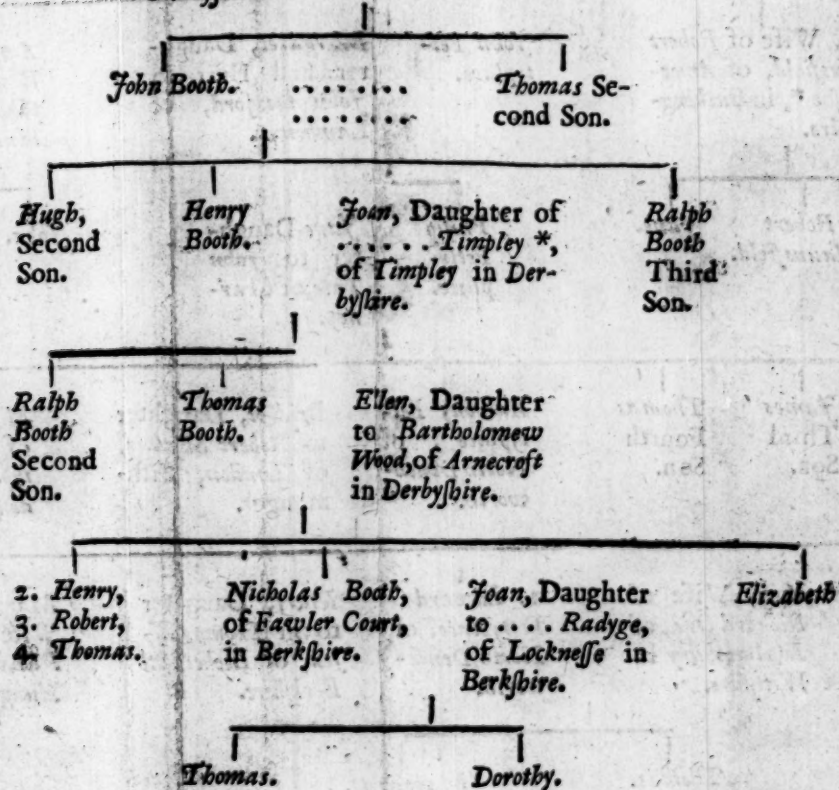 John Booth.
. . . . . . . .
. . . . . . . .
Thomas Se-
cond Son.
Hugh,
Second
Son.
Henry
Booth.
Joan, Daughter of
. . . . . . Timpley *,
of Timpley in Der-
byſhire.
Ralph
Booth
Third
Son.
Ralph
Booth
Second
Son.
Thomas
Booth.
Ellen, Daughter
to Bartholomew
Wood, of Arnecroft
in Derbyſhire.
2. Henry,
3. Robert,
4. Thomas.
Nicholas Booth,
of Fawler Court,
in Berkſhire.
Joan, Daughter
to . . . . Radyge,
of Lockneſſe in
Berkſhire.
Elizabeth
Thomas.
Dorothy.